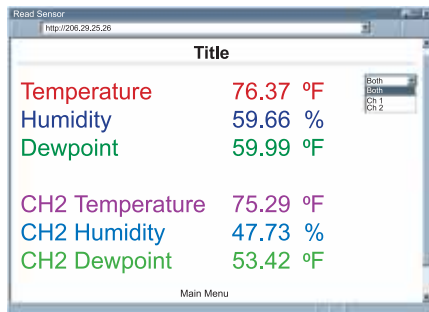 Read Sensor
http://206.29.25.26
Title
Both
Both
Ch 1
Ch 2
Temperature 76.37 ºF
Humidity 59.66 %
Dewpoint 59.99 ºF
CH2 Temperature 75.29 ºF
CH2 Humidity 47.73 %
CH2 Dewpoint 53.42 ºF
Main Menu